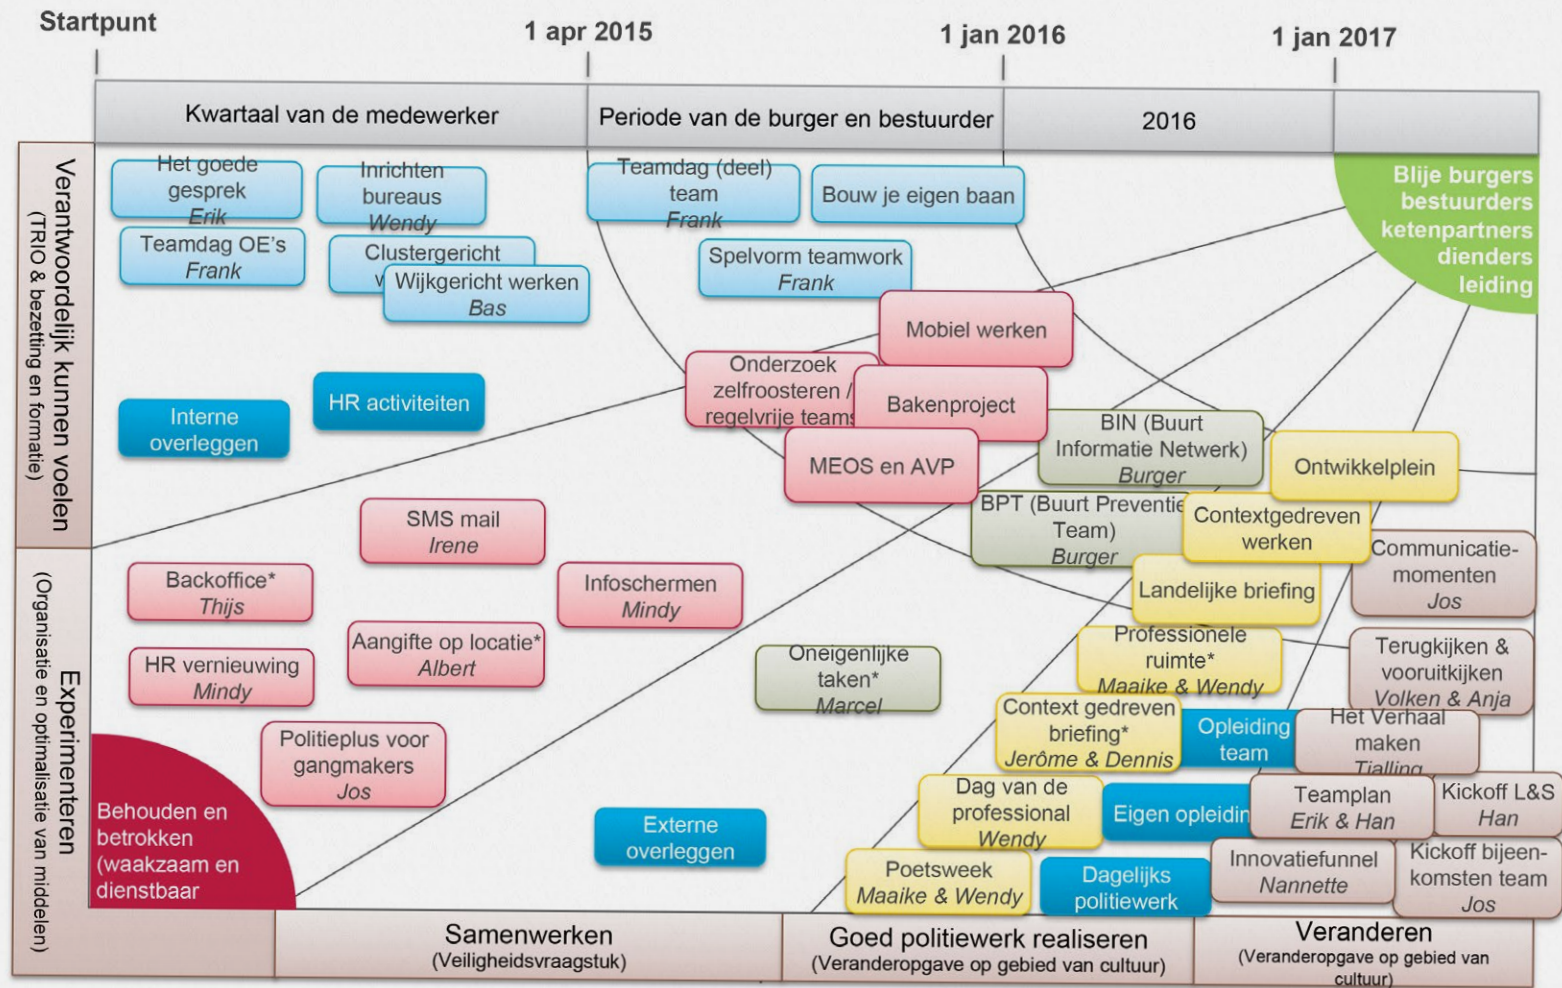 Startpunt
1 apr 2015
1 jan 2016
1 jan 2017
Kwartaal van de medewerker
Periode van de burger en bestuurder
2016
Verantwoordelijk kunnen voelen
(TRIO & bezetting en formatie)
Het goede
gesprek
Erik
Inrichten
bureaus
Wendy
Teamdag (deel)
team
Frank
Bouw je eigen baan
Blije burgers
bestuurders
ketenpartners
dienders
leiding
Teamdag OE's
Frank
Clustergericht
Wijkgericht werken
Bas
Spelvorm teamwork
Frank
Mobiel werken
Onderzoek
zelfroosteren /
regelvrije teams
Bakenproject
MEOS en AVP
Interne
overleggen
HR activiteiten
BIN (Buurt
Informatie Netwerk)
Burger
Ontwikkelplein
BPT (Buurt Preventie
Team)
Burger
Contextgedreven
werken
Communicatie-
momenten
Jos
Landelijke briefing
Experimenteren
(Organisatie en optimalisatie van middelen)
SMS mail
Irene
Backoffice*
Thijs
Infoschermen
Mindy
HR vernieuwing
Mindy
Aangifte op locatie*
Albert
Oneigenlijke
taken*
Marcel
Professionele
ruimte*
Maaike & Wendy
Terugkijken &
vooruitkijken
Volken & Anja
Politieplus voor
gangmakers
Jos
Context gedreven
briefing*
Jerôme & Dennis
Opleiding
team
Het Verhaal
maken
Tjalling
Behouden en
betrokken
(waakzaam en
dienstbaar
Externe
overleggen
Dag van de
professional
Wendy
Eigen opleidin
Teamplan
Erik & Han
Kickoff L&S
Han
Poetsweek
Maaike & Wendy
Dagelijks
politiewerk
Innovatiefunnel
Nannette
Kickoff bijeen-
komsten team
Jos
Samenwerken
(Veiligheidsvraagstuk)
Goed politiewerk realiseren
(Veranderopgave op gebied van cultuur)
Veranderen
(Veranderopgave op gebied van
cultuur)